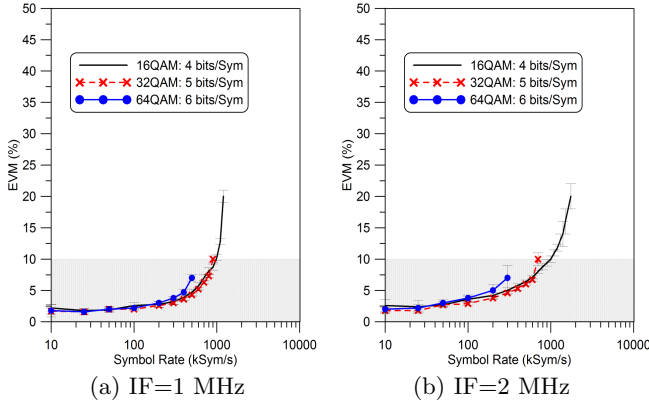 50
45
40
35
30
25
20
15
10
5
0
EVM (%)
16QAM: 4 bits/Sym
32QAM: 5 bits/Sym
64QAM: 6 bits/Sym
10
100
1000
10000
Symbol Rate (kSym/s)
(a) IF=1 MHz
50
45
40
35
30
25
20
15
10
5
0
EVM (%)
16QAM: 4 bits/Sym
32QAM: 5 bits/Sym
64QAM: 6 bits/Sym
10
100
1000
10000
Symbol Rate (kSym/s)
(b) IF=2 MHz